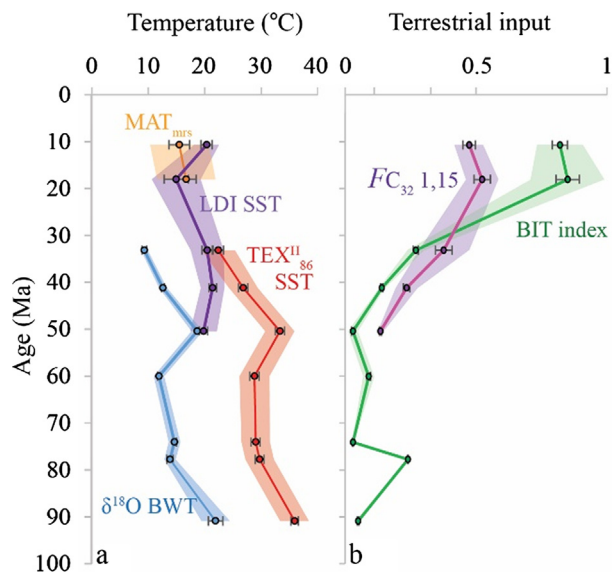 Temperature (°C)
Terrestrial input
0 10 20 30 40
0 0.5 1
0
10
20
30
40
50
60
70
80
90
100
Age (Ma)
MATmrs
LDI SST
TEXᴴ86
SST
δ¹⁸O BWT
a
FC32 1,15
BIT index
b